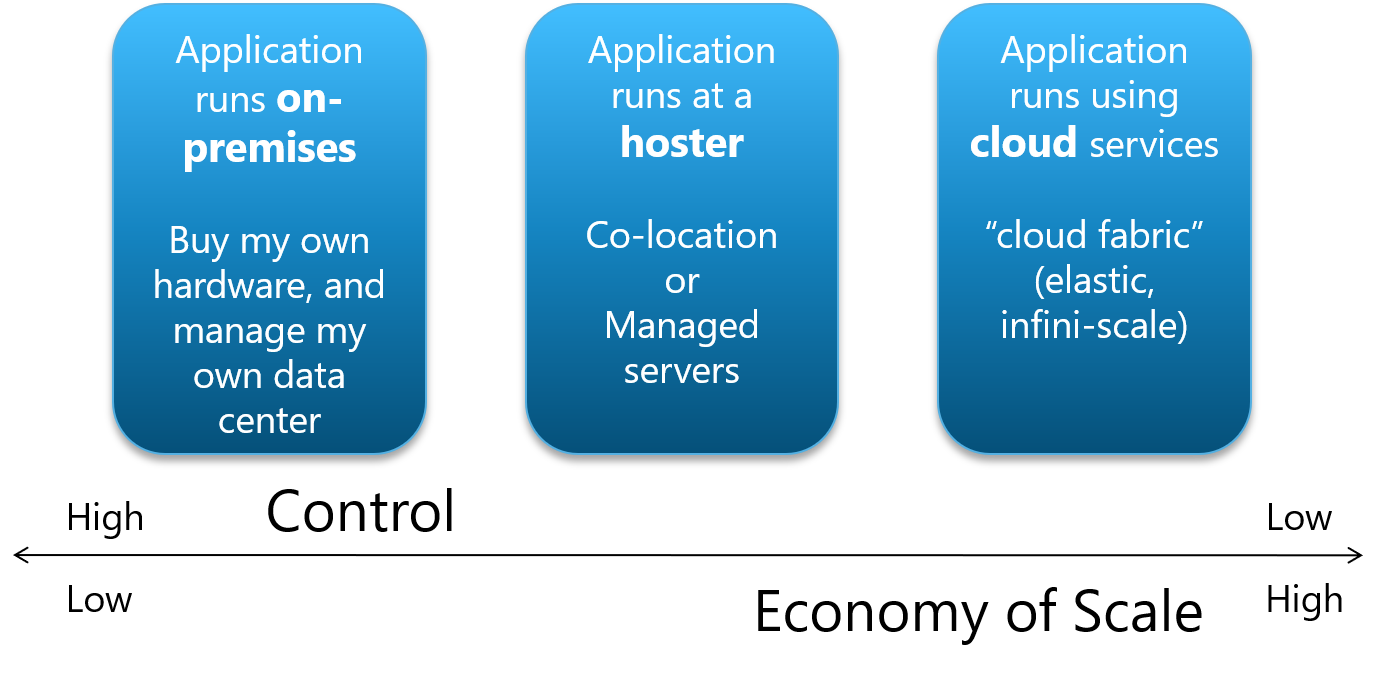 Application
runs on-
premises
Buy my own
hardware, and
manage my
own data
center
Application
runs at a
hoster
Co-location
or
Managed
servers
Application
runs using
cloud services
“cloud fabric”
(elastic,
infini-scale)
High
Control
Low
Low
Economy of Scale
High